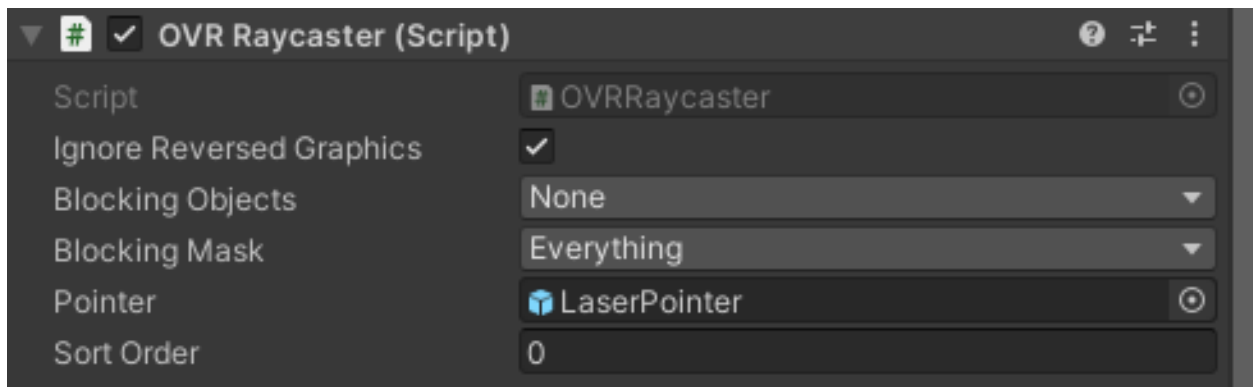 OVR Raycaster (Script)
Script OVRRaycaster
Ignore Reversed Graphics
Blocking Objects None
Blocking Mask Everything
Pointer LaserPointer
Sort Order 0